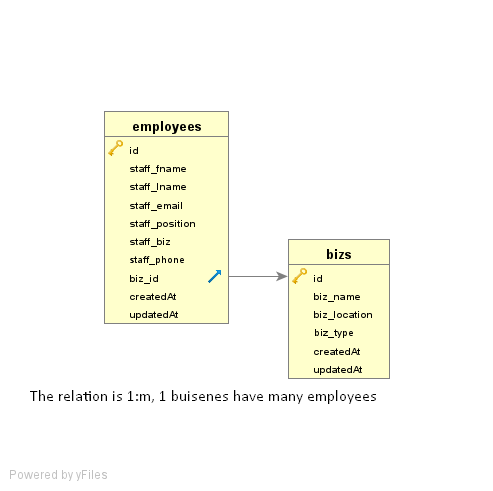 employees
id
staff_fname
staff_lname
staff_email
staff_position
staff_biz
staff_phone
biz_id
createdAt
updatedAt
bizs
id
biz_name
biz_location
biz_type
createdAt
updatedAt
The relation is 1:m, 1 buisenes have many employees
Powered by yFiles